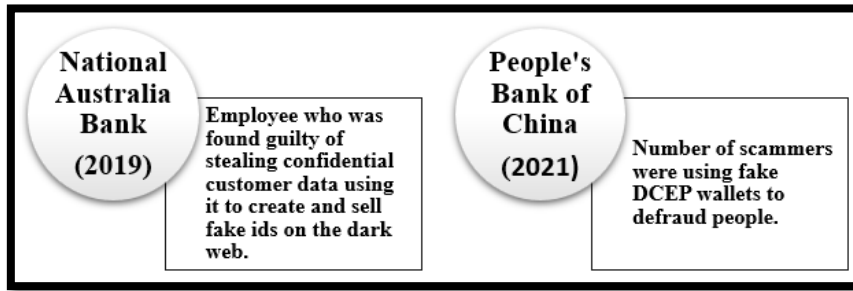 National
Australia
Bank
(2019)
Employee who was
found guilty of
stealing confidential
customer data using
it to create and sell
fake ids on the dark
web.
People's
Bank of
China
(2021)
Number of scammers
were using fake
DCEP wallets to
defraud people.